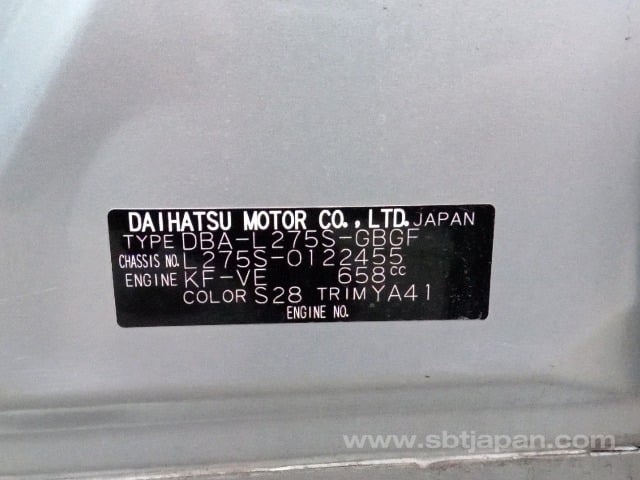 DAIHATSU MOTOR CO., LTD. JAPAN
TYPE DBA-L275S-GBGF
CHASSIS NO. L275S-0122455
ENGINE KF-VE 658cc
COLOR S28 TRIM YA41
ENGINE NO.
www.sbtjapan.com